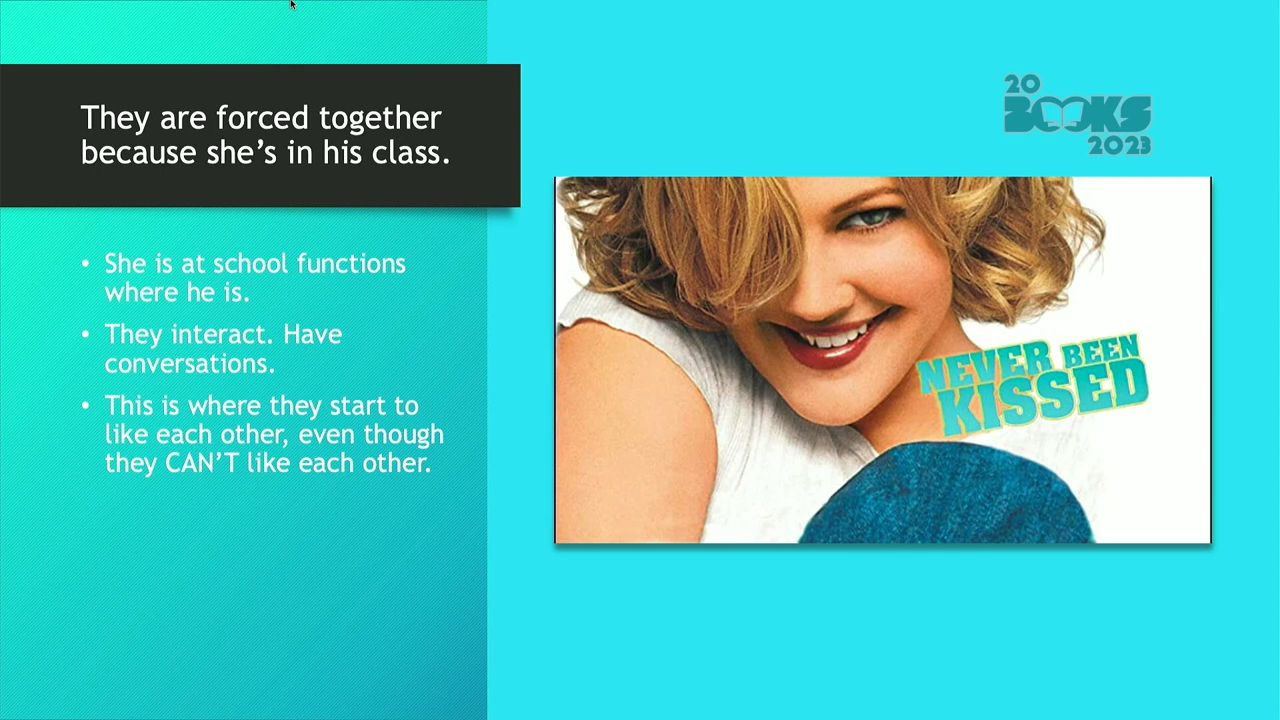 They are forced together
because she’s in his class.
• She is at school functions
where he is.
• They interact. Have
conversations.
• This is where they start to
like each other, even though
they CAN’T like each other.
20
BOOKS
2023
NEVER BEEN
KISSED